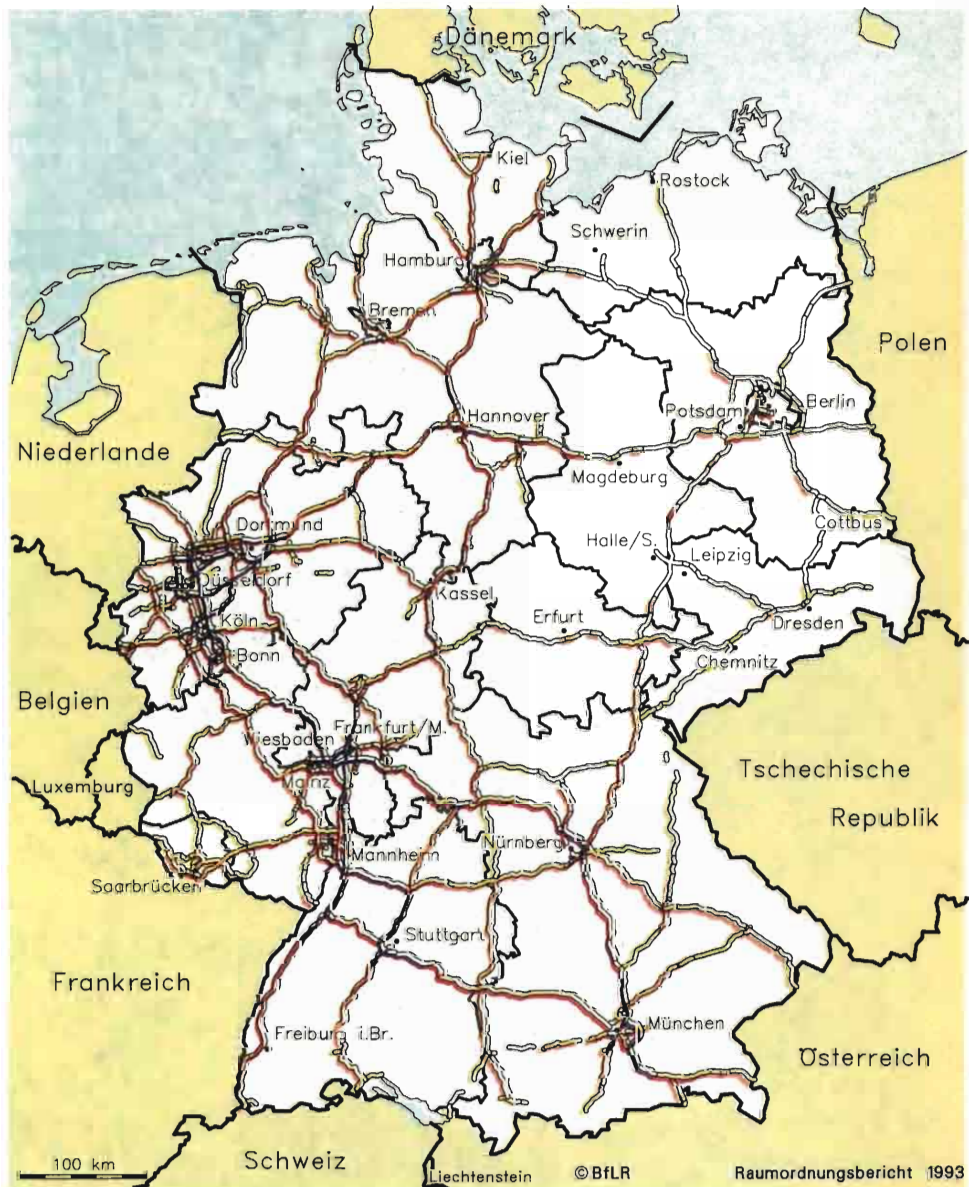 Dänemark
Kiel
Rostock
Schwerin
Hamburg
Bremen
Polen
Berlin
Potsdam
Hannover
Niederlande
Magdeburg
Cottbus
Dortmund
Halle/S.
Leipzig
Düsseldorf
Kassel
Köln
Erfurt
Dresden
Bonn
Chemnitz
Belgien
Frankfurt/M.
Wiesbaden
Tschechische
Republik
Luxemburg
Mainz
Nürnberg
Mannheim
Saarbrücken
Stuttgart
Frankreich
München
Freiburg i.Br.
Österreich
100 km
Schweiz
Liechtenstein
© BfLR
Raumordnungsbericht 1993